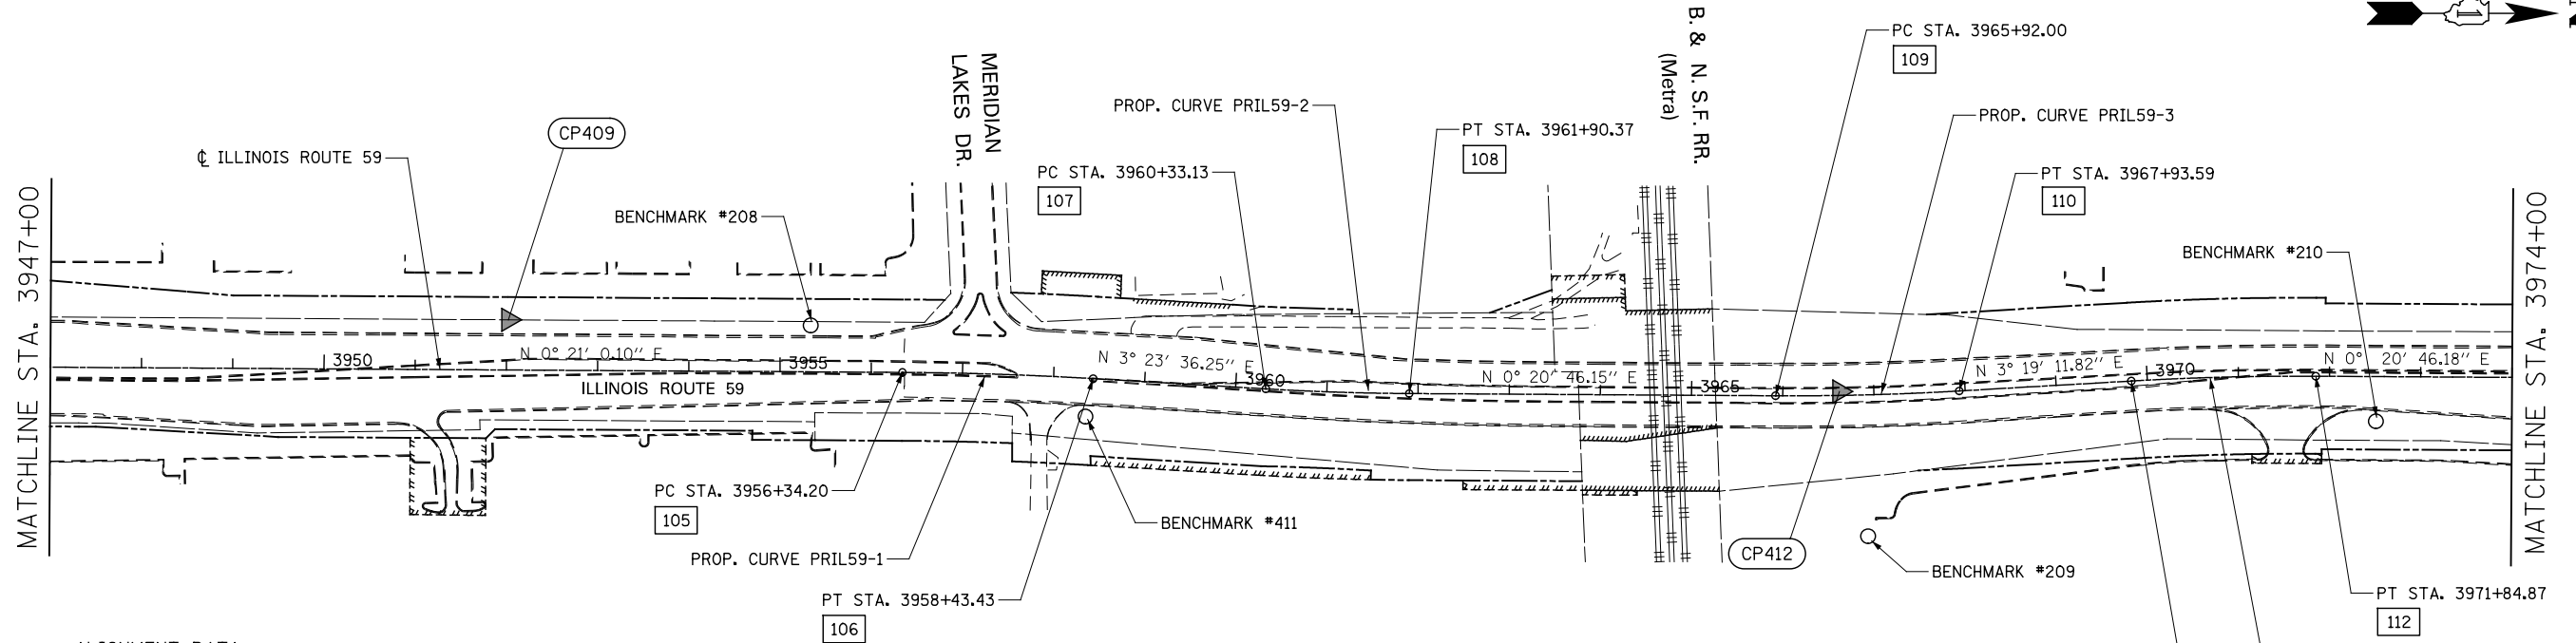 MATCHLINE STA. 3947+00
℄ ILLINOIS ROUTE 59
CP409
BENCHMARK #208
MERIDIAN
LAKES DR.
PROP. CURVE PRIL59-2
PC STA. 3960+33.13
107
PT STA. 3961+90.37
108
B. & N.S.F. RR.
(Metra)
PC STA. 3965+92.00
109
PROP. CURVE PRIL59-3
PT STA. 3967+93.59
110
BENCHMARK #210
MATCHLINE STA. 3974+00
3950
N 0° 21' 0.10" E
3955
N 3° 23' 36.25" E
3960
N 0° 20' 46.15" E
3965
N 3° 19' 11.82" E
3970
N 0° 20' 46.18" E
ILLINOIS ROUTE 59
PC STA. 3956+34.20
105
PROP. CURVE PRIL59-1
PT STA. 3958+43.43
106
BENCHMARK #411
CP412
BENCHMARK #209
PT STA. 3971+84.87
112